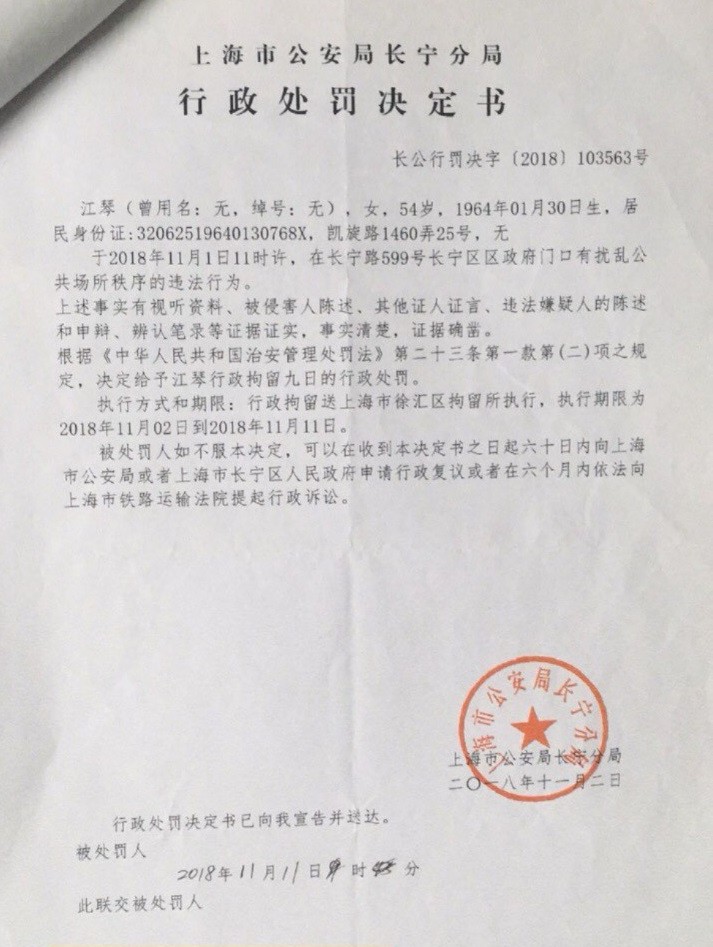 上海市公安局长宁分局
行政处罚决定书
长公行罚决字〔2018〕103563号
江琴（曾用名：无，绰号：无），女，54岁，1964年01月30日生，居
民身份证：32062519640130768X，凯旋路1460弄25号，无
于2018年11月1日11时许，在长宁路599号长宁区区政府门口有扰乱公
共场所秩序的违法行为。
上述事实有视听资料、被侵害人陈述、其他证人证言、违法嫌疑人的陈述
和申辩、辨认笔录等证据证实，事实清楚，证据确凿。
根据《中华人民共和国治安管理处罚法》第二十三条第一款第(二)项之规
定，决定给予江琴行政拘留九日的行政处罚。
执行方式和期限：行政拘留送上海市徐汇区拘留所执行，执行期限为
2018年11月02日到2018年11月11日。
被处罚人如不服本决定，可以在收到本决定书之日起六十日内向上海
市公安局或者上海市长宁区人民政府申请行政复议或者在六个月内依法向
上海市铁路运输法院提起行政诉讼。
上海市公安局长宁分局
上海市公安局长宁分局
二〇一八年十一月二日
行政处罚决定书已向我宣告并送达。
被处罚人
2018年11月11日 时 分
此联交被处罚人